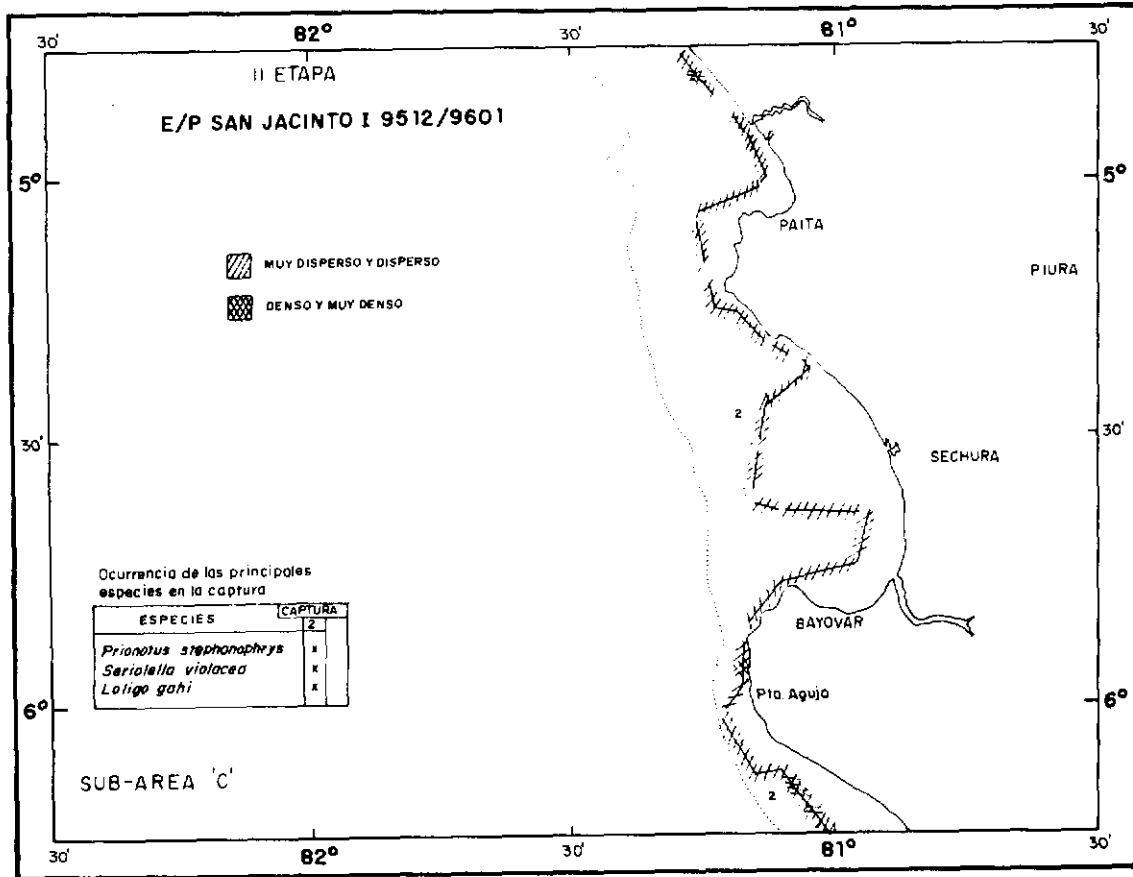 30' 82° 30' 81° 30'
II ETAPA
E/P SAN JACINTO I 9512/9601
5° 5°
PAITA
PIURA
MUY DISPERSO Y DISPERSO
DENSO Y MUY DENSO
2
30' 30'
SECHURA
Ocurrencia de las principales
especies en la captura
ESPECIES CAPTURA
2
Prionotus stephanophrys x
Seriolella violacea x
Loligo gahi x
BAYOVAR
Pta. Aguja
6° 6°
SUB-AREA 'C'
2
30' 82° 30' 81° 30'